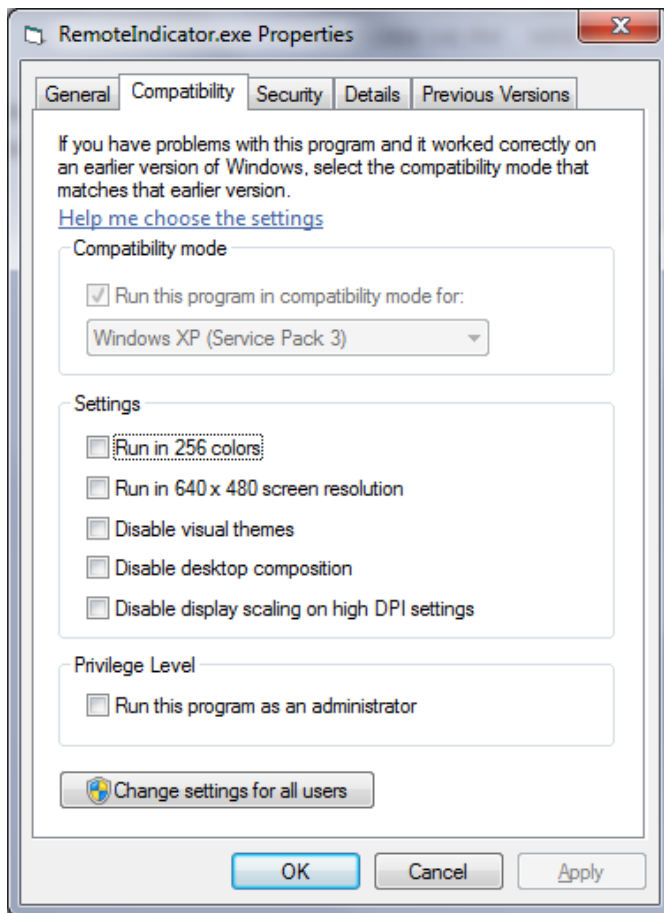 RemoteIndicator.exe Properties
General Compatibility Security Details Previous Versions
If you have problems with this program and it worked correctly on
an earlier version of Windows, select the compatibility mode that
matches that earlier version.
Help me choose the settings
Compatibility mode
Run this program in compatibility mode for:
Windows XP (Service Pack 3)
Settings
Run in 256 colors
Run in 640 x 480 screen resolution
Disable visual themes
Disable desktop composition
Disable display scaling on high DPI settings
Privilege Level
Run this program as an administrator
Change settings for all users
OK Cancel Apply